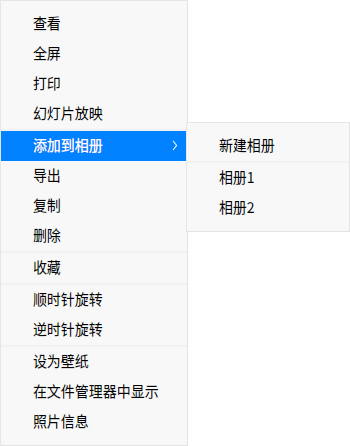 查看
全屏
打印
幻灯片放映
添加到相册
新建相册
相册1
相册2
导出
复制
删除
收藏
顺时针旋转
逆时针旋转
设为壁纸
在文件管理器中显示
照片信息